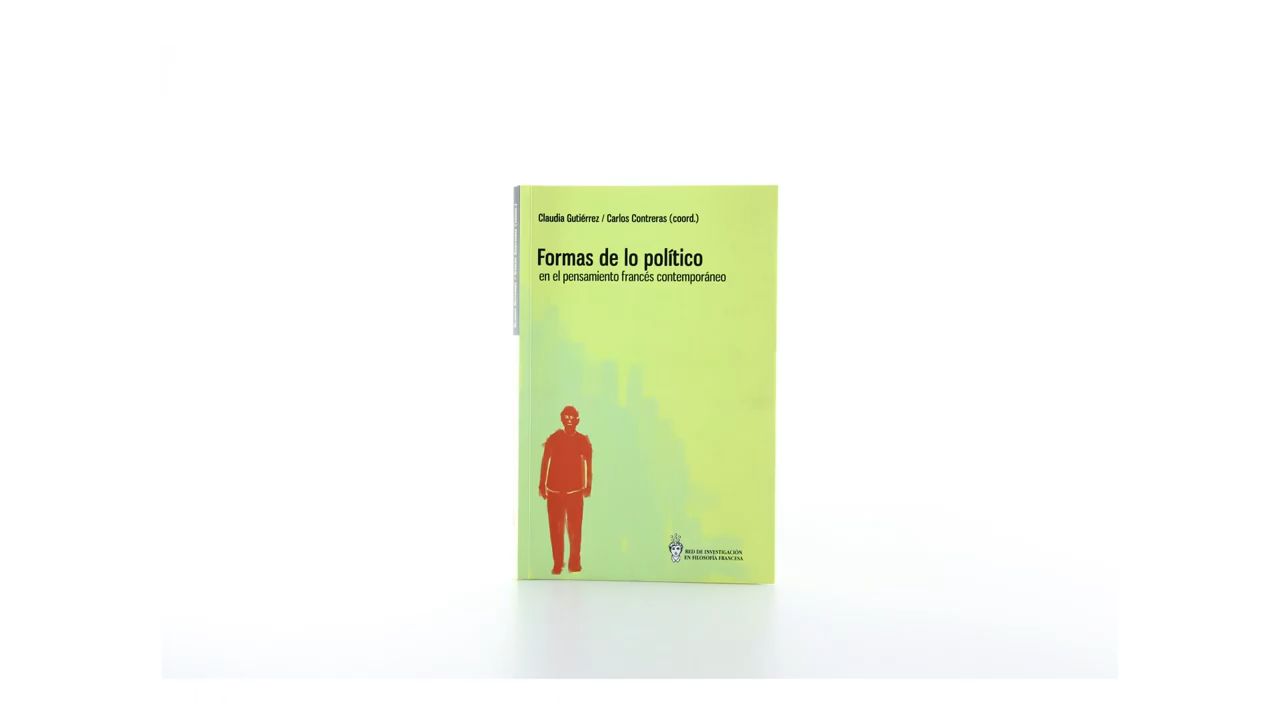 Claudia Gutiérrez / Carlos Contreras (coord.)
Formas de lo político
en el pensamiento francés contemporáneo
RED DE INVESTIGACIÓN
EN FILOSOFÍA FRANCESA